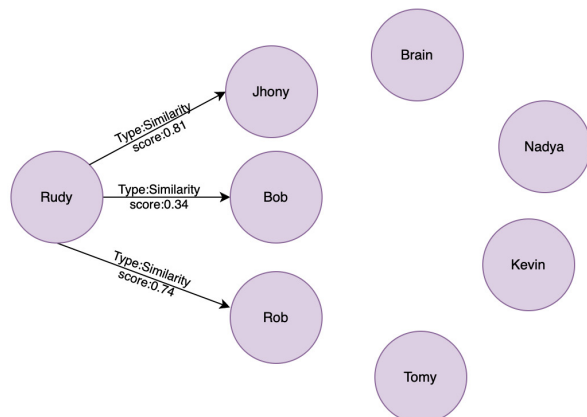 Brain
Jhony
Type:Similarity
score:0.81
Nadya
Rudy
Type:Similarity
score:0.34
Bob
Kevin
Type:Similarity
score:0.74
Rob
Tomy